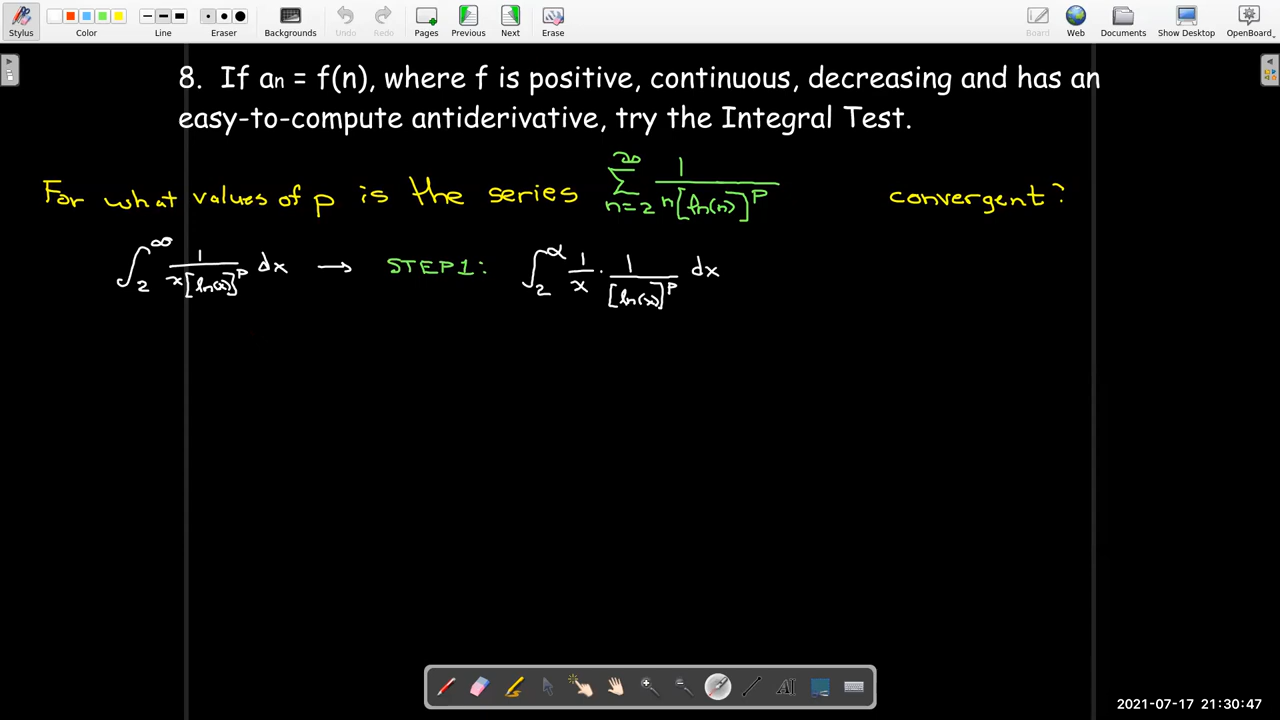 Stylus Color Line Eraser Backgrounds Undo Redo Pages Previous Next Erase Board Web Documents Show Desktop OpenBoard
8. If an = f(n), where f is positive, continuous, decreasing and has an
easy-to-compute antiderivative, try the Integral Test.
For what values of p is the series ∑_{n=2}^{∞} 1/(n[ln(n)]^p) convergent?
∫_2^∞ 1/(x[ln(x)]^p) dx → STEP1: ∫_2^α 1/x · 1/[ln(x)]^p dx
2021-07-17 21:30:47